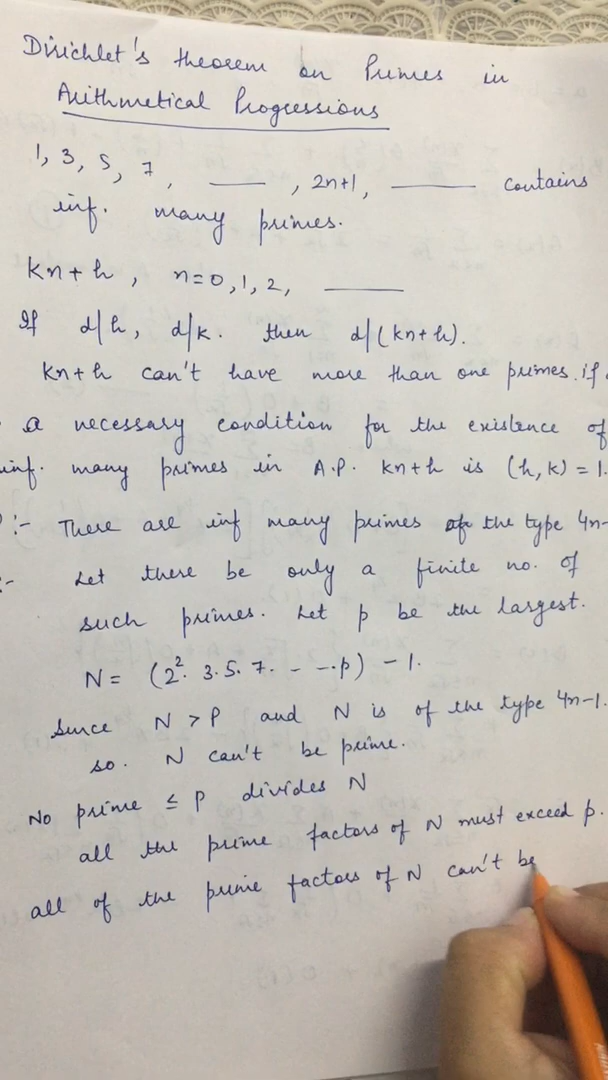 Dirichlet's theorem on Primes in
Arithmetical Progressions
1, 3, 5, 7, —— , 2n+1, —— contains
inf. many primes.
kn+h , n=0,1,2, ——
If d/h, d/k. then d/(kn+h).
kn+h can't have more than one primes if
a necessary condition for the existence of
inf. many primes in A.P. kn+h is (h,k)=1.
:- There are inf many primes of the type 4n-
:- Let there be only a finite no. of
such primes. Let p be the largest.
N= (2². 3. 5. 7. - - -. p) - 1.
Since N > P and N is of the type 4n-1.
so. N can't be prime.
No prime ≤ P divides N
all the prime factors of N must exceed p.
all of the prime factors of N can't be